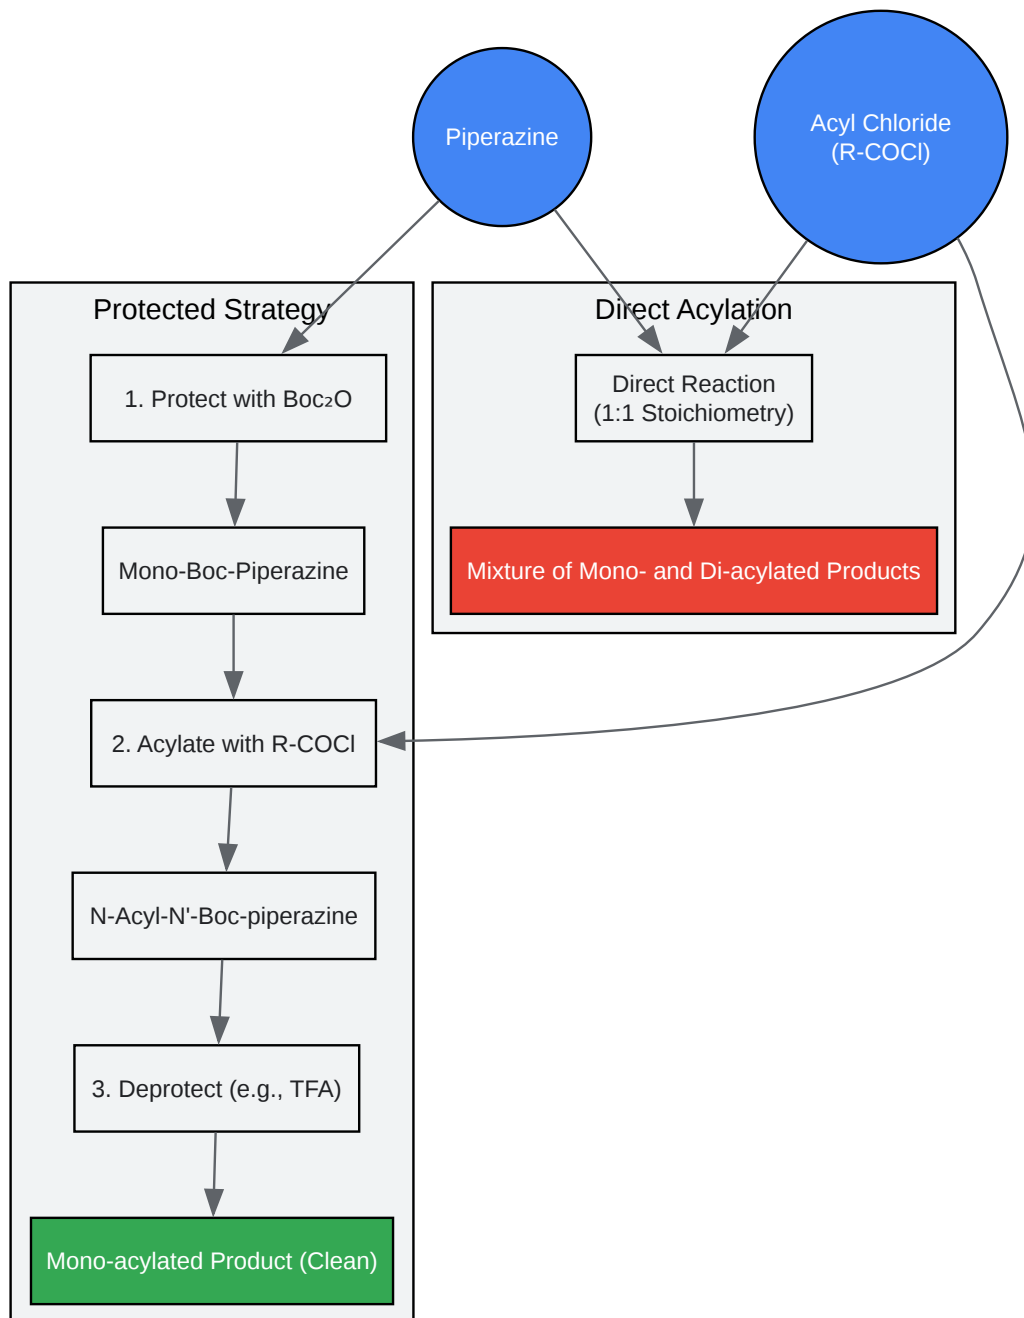 Piperazine
Acyl Chloride
(R-COCl)
Protected Strategy
1. Protect with Boc₂O
Mono-Boc-Piperazine
2. Acylate with R-COCl
N-Acyl-N'-Boc-piperazine
3. Deprotect (e.g., TFA)
Mono-acylated Product (Clean)
Direct Acylation
Direct Reaction
(1:1 Stoichiometry)
Mixture of Mono- and Di-acylated Products